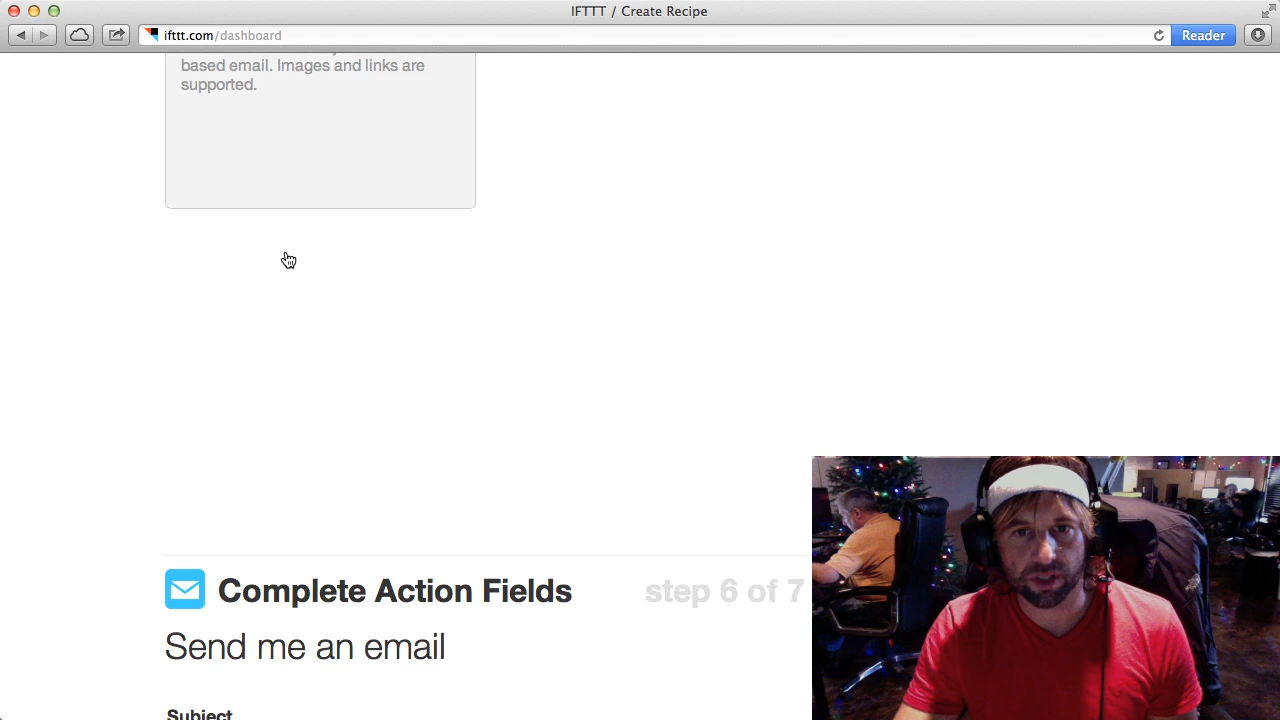 IFTTT / Create Recipe
ifttt.com/dashboard
Reader
based email. Images and links are
supported.
Complete Action Fields
step 6 of 7
Send me an email
Subject